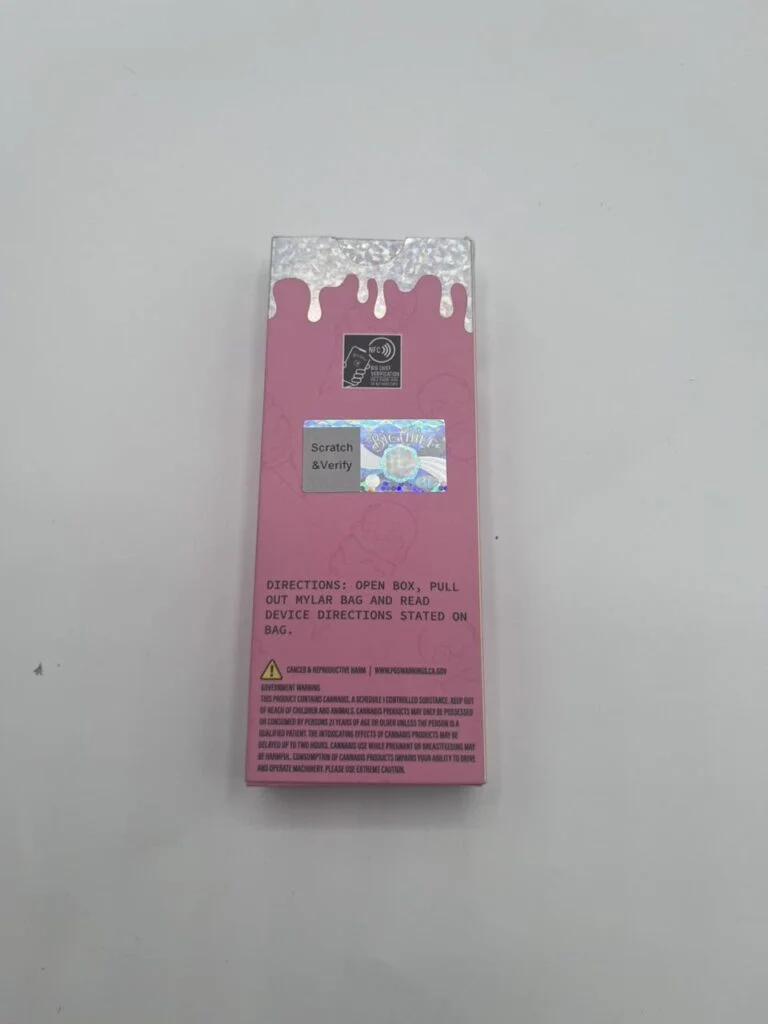 NFC
BIG CHIEF
VERIFICATION
Scratch
&Verify
BIG CHIEF
DIRECTIONS: OPEN BOX, PULL
OUT MYLAR BAG AND READ
DEVICE DIRECTIONS STATED ON
BAG.
CANCER & REPRODUCTIVE HARM | WWW.P65WARNINGS.CA.GOV
GOVERNMENT WARNING
THIS PRODUCT CONTAINS CANNABIS, A SCHEDULE I CONTROLLED SUBSTANCE. KEEP OUT
OF REACH OF CHILDREN AND ANIMALS. CANNABIS PRODUCTS MAY ONLY BE POSSESSED
OR CONSUMED BY PERSONS 21 YEARS OF AGE OR OLDER UNLESS THE PERSON IS A
QUALIFIED PATIENT. THE INTOXICATING EFFECTS OF CANNABIS PRODUCTS MAY BE
DELAYED UP TO TWO HOURS. CANNABIS USE WHILE PREGNANT OR BREASTFEEDING MAY
BE HARMFUL. CONSUMPTION OF CANNABIS PRODUCTS IMPAIRS YOUR ABILITY TO DRIVE
AND OPERATE MACHINERY. PLEASE USE EXTREME CAUTION.